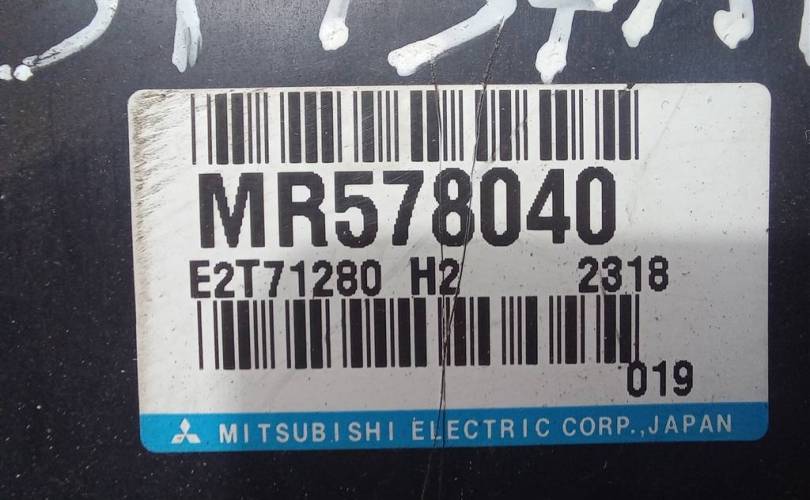 MR578040
E2T71280 H2 2318
019
MITSUBISHI ELECTRIC CORP.,JAPAN